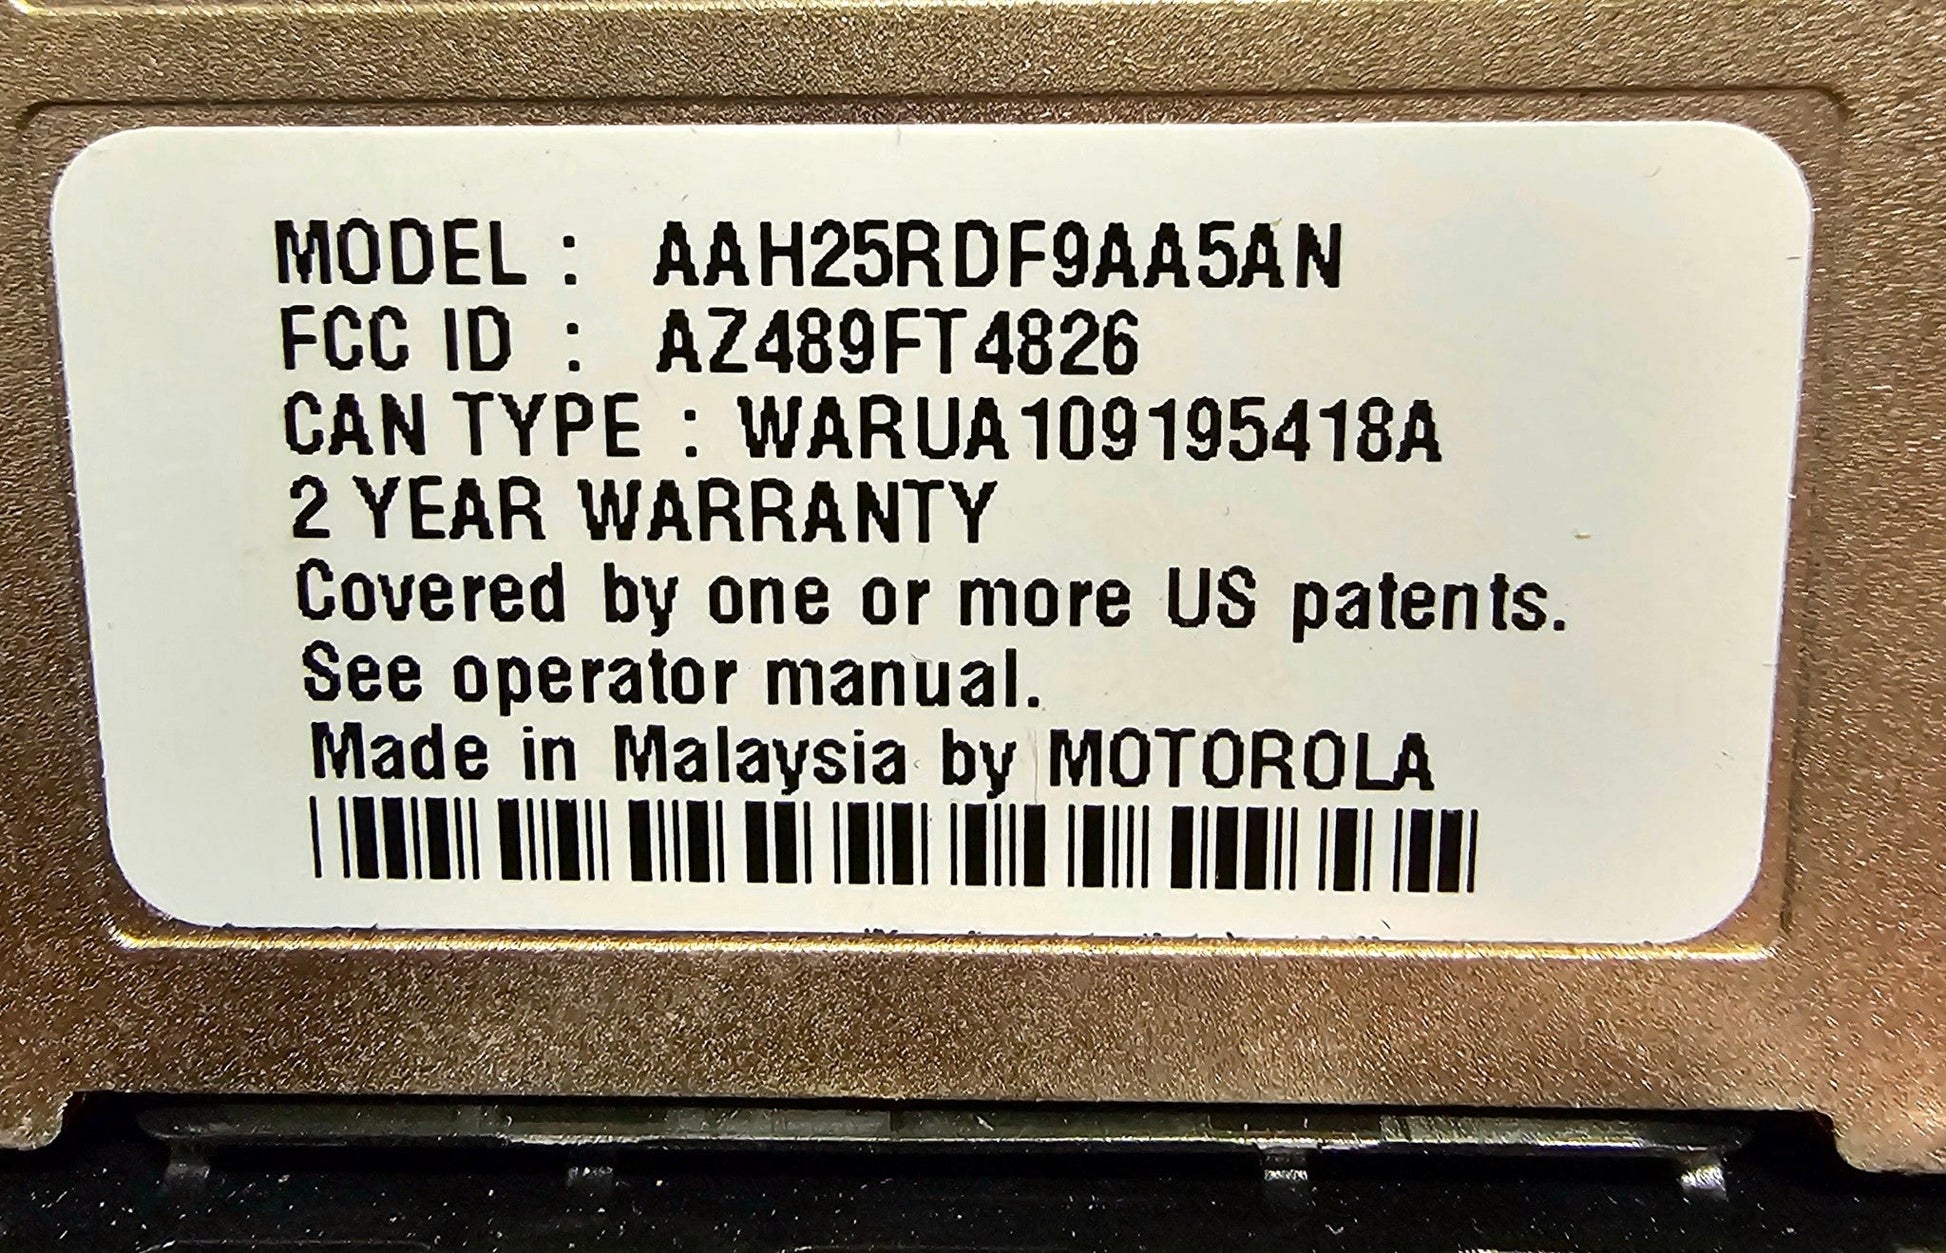 MODEL : AAH25RDF9AA5AN
FCC ID : AZ489FT4826
CAN TYPE : WARUA109195418A
2 YEAR WARRANTY
Covered by one or more US patents.
See operator manual.
Made in Malaysia by MOTOROLA